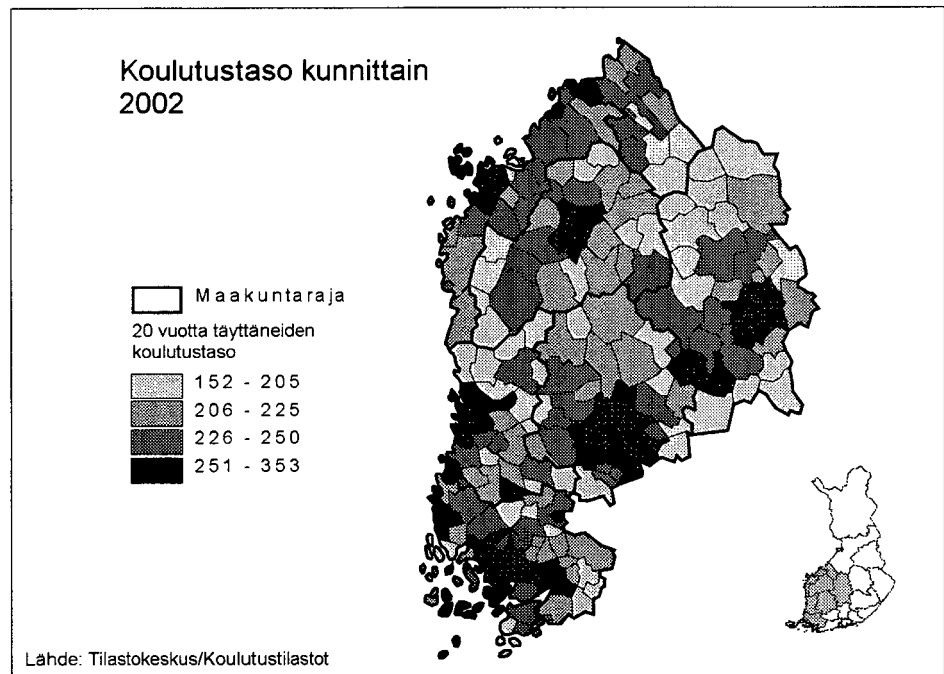 Koulutustaso kunnittain
2002
Maakuntaraja
20 vuotta täyttäneiden
koulutustaso
152 - 205
206 - 225
226 - 250
251 - 353
Lähde: Tilastokeskus/Koulutustilastot